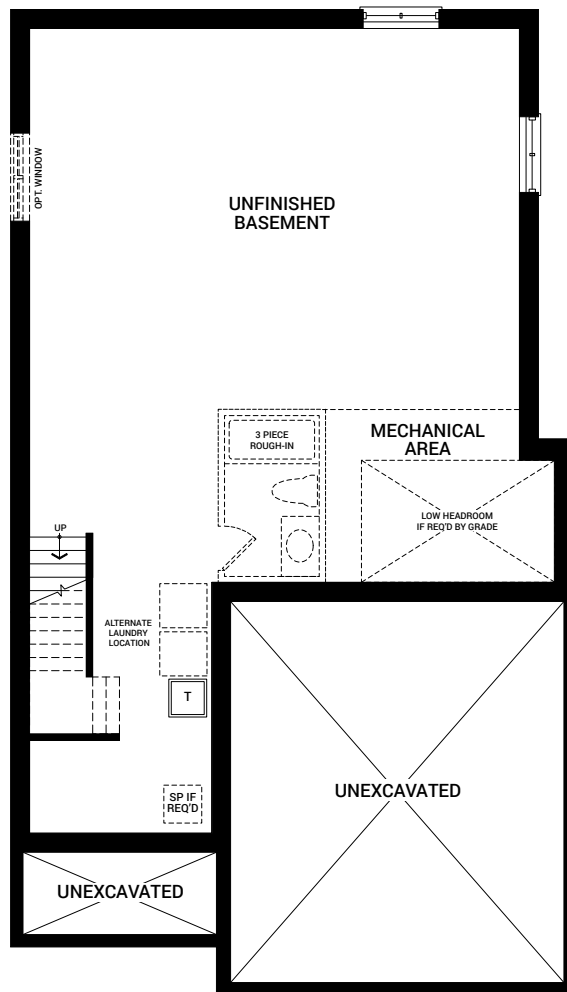 OPT. WINDOW
UNFINISHED
BASEMENT
3 PIECE
ROUGH-IN
MECHANICAL
AREA
LOW HEADROOM
IF REQ'D BY GRADE
UP
ALTERNATE
LAUNDRY
LOCATION
T
SP IF
REQ'D
UNEXCAVATED
UNEXCAVATED